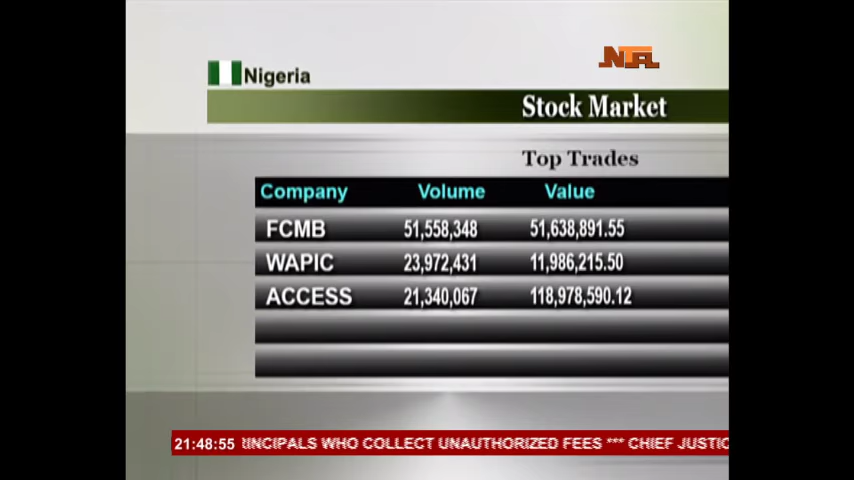 NTA
Nigeria
Stock Market
Top Trades
Company Volume Value
FCMB 51,558,348 51,638,891.55
WAPIC 23,972,431 11,986,215.50
ACCESS 21,340,067 118,978,590.12
21:48:55 RINCIPALS WHO COLLECT UNAUTHORIZED FEES *** CHIEF JUSTIC